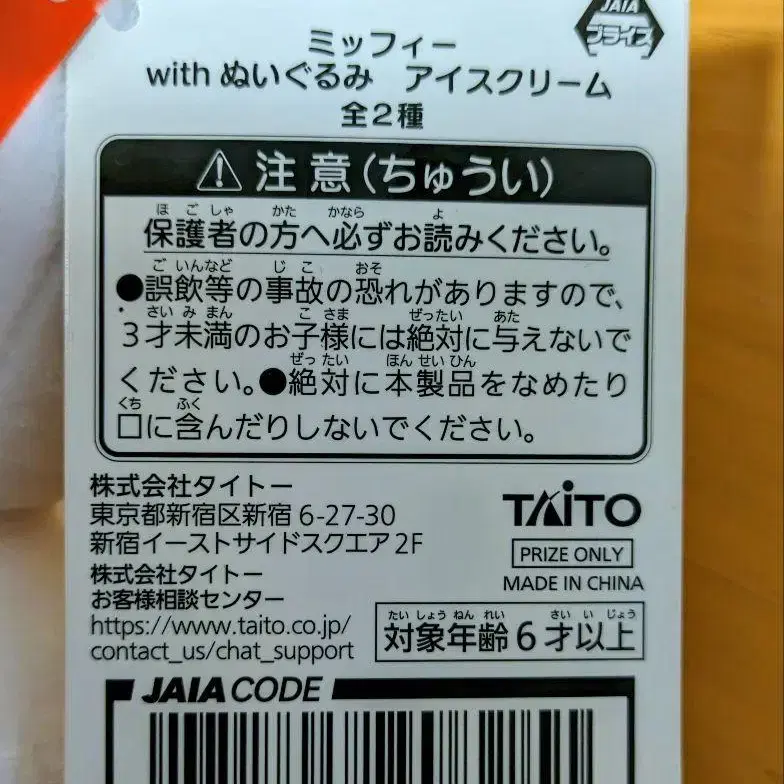 JAIA
プライズ
ミッフィー
with ぬいぐるみ　アイスクリーム
全2種
注意(ちゅうい)
ほごしゃ かた かなら よ
保護者の方へ必ずお読みください。
ごいんなど じこ おそ
●誤飲等の事故の恐れがありますので、
さいみまん こさま ぜったい あた
3才未満のお子様には絶対に与えないで
ぜったい ほんせいひん
ください。●絶対に本製品をなめたり
くち ふく
口に含んだりしないでください。
株式会社タイトー
東京都新宿区新宿 6-27-30
新宿イーストサイドスクエア 2F
株式会社タイトー
お客様相談センター
https://www.taito.co.jp/
contact_us/chat_support
TAITO
PRIZE ONLY
MADE IN CHINA
たいしょうねんれい さいいじょう
対象年齢6才以上
JAIA CODE